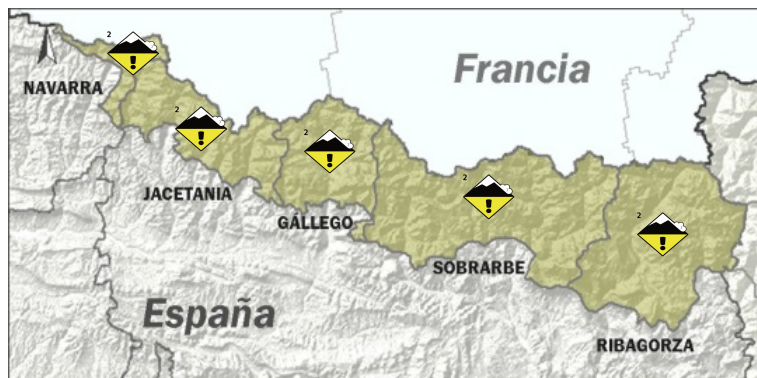 2
Francia
NAVARRA
2
2
JACETANIA
2
GÁLLEGO
2
SOBRARBE
España
RIBAGORZA